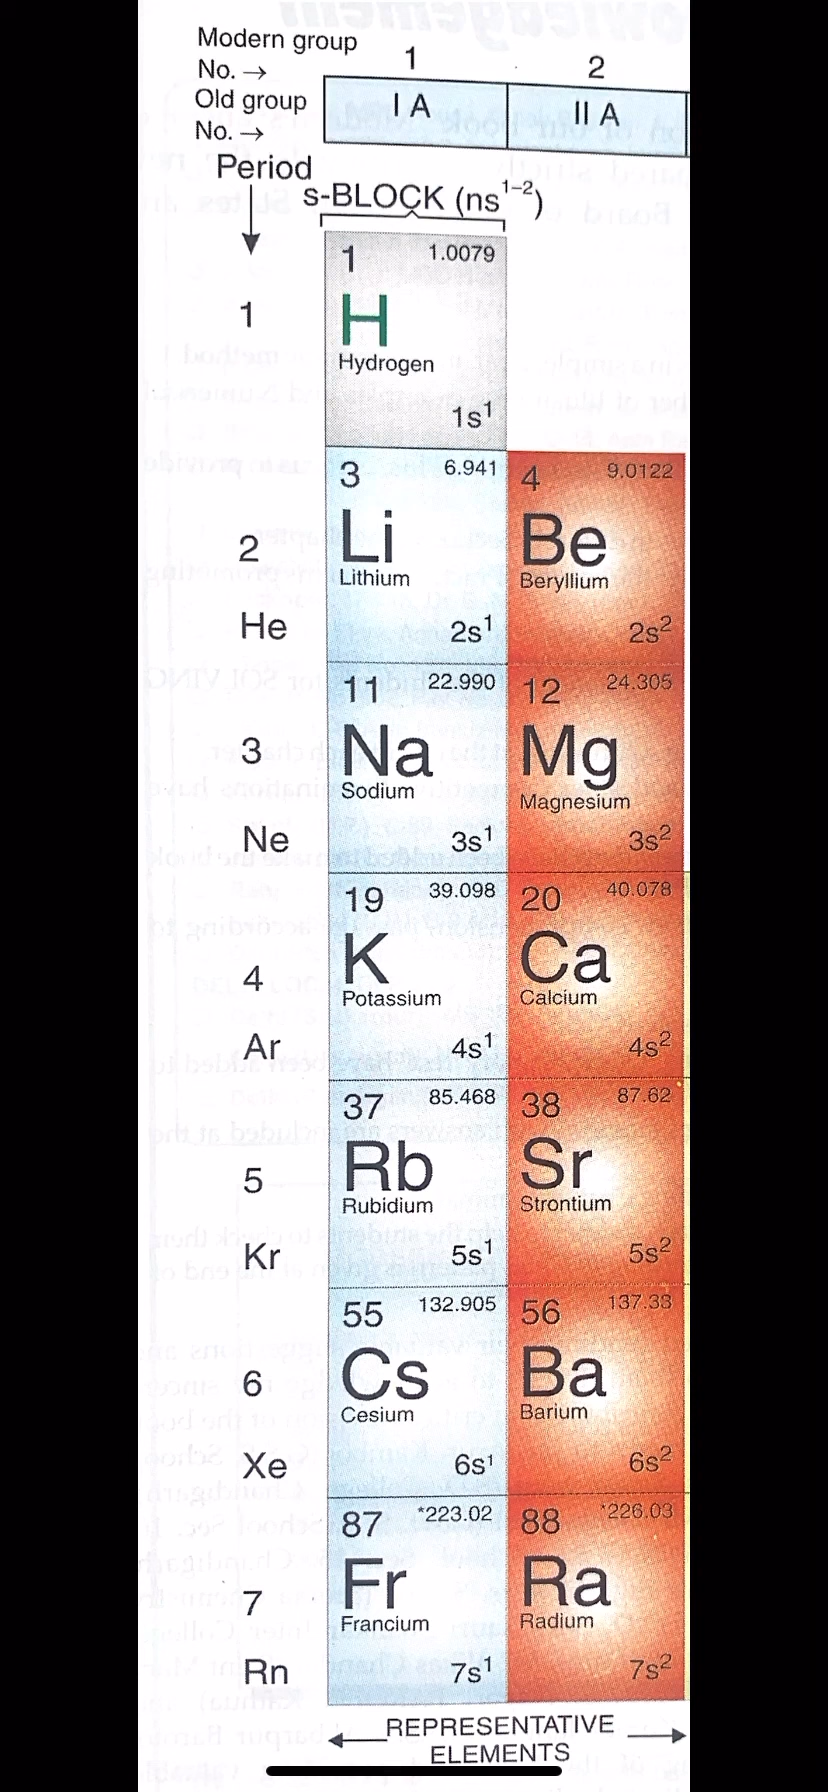 Modern group No. → 1 2
Old group No. → I A II A
Period
s-BLOCK (ns¹⁻²)
1
1 1.0079
H
Hydrogen
1s¹
2
He
3 6.941
Li
Lithium
2s¹
4 9.0122
Be
Beryllium
2s²
3
Ne
11 22.990
Na
Sodium
3s¹
12 24.305
Mg
Magnesium
3s²
4
Ar
19 39.098
K
Potassium
4s¹
20 40.078
Ca
Calcium
4s²
5
Kr
37 85.468
Rb
Rubidium
5s¹
38 87.62
Sr
Strontium
5s²
6
Xe
55 132.905
Cs
Cesium
6s¹
56 137.33
Ba
Barium
6s²
7
Rn
87 *223.02
Fr
Francium
7s¹
88 *226.03
Ra
Radium
7s²
REPRESENTATIVE
ELEMENTS